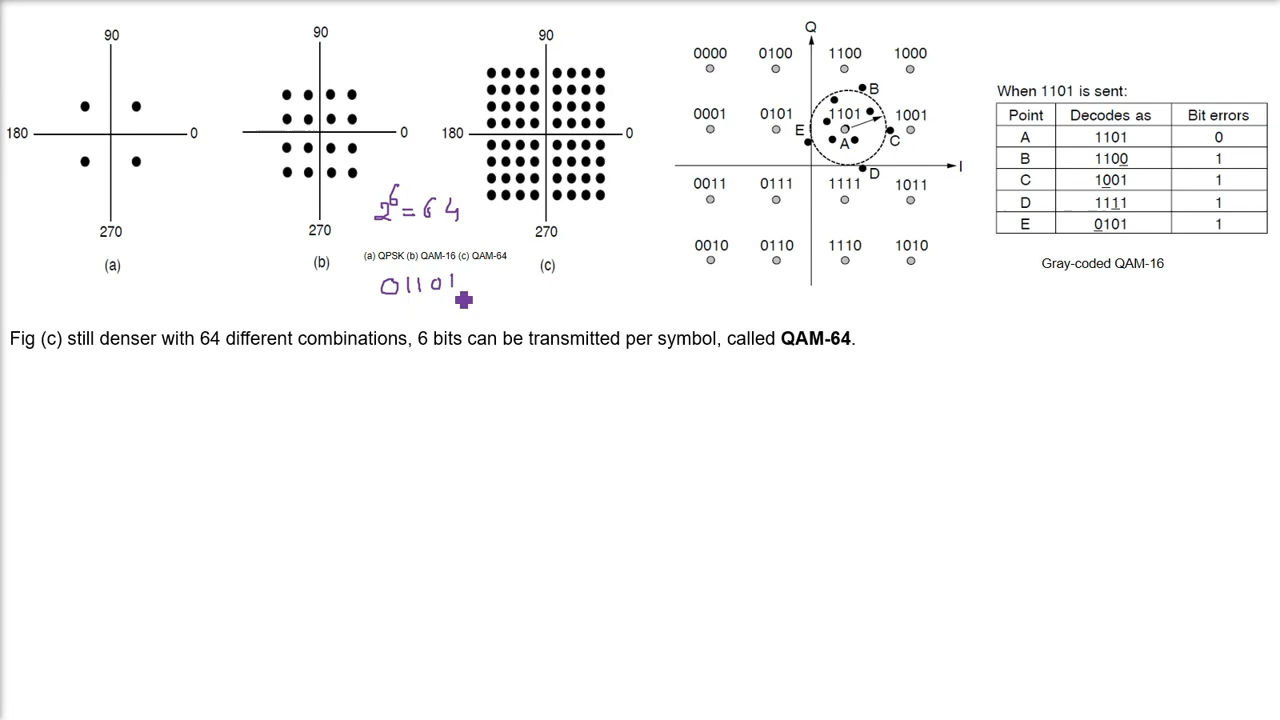 90
180
0
270
(a)
90
0
270
(b)
2^6 = 64
(a) QPSK (b) QAM-16 (c) QAM-64
01101
90
180
0
270
(c)
Q
0000 0100 1100 1000
B
0001 0101 1101 1001
E A C
D I
0011 0111 1111 1011
0010 0110 1110 1010
When 1101 is sent:
Point Decodes as Bit errors
A 1101 0
B 1100 1
C 1001 1
D 1111 1
E 0101 1
Gray-coded QAM-16
Fig (c) still denser with 64 different combinations, 6 bits can be transmitted per symbol, called QAM-64.